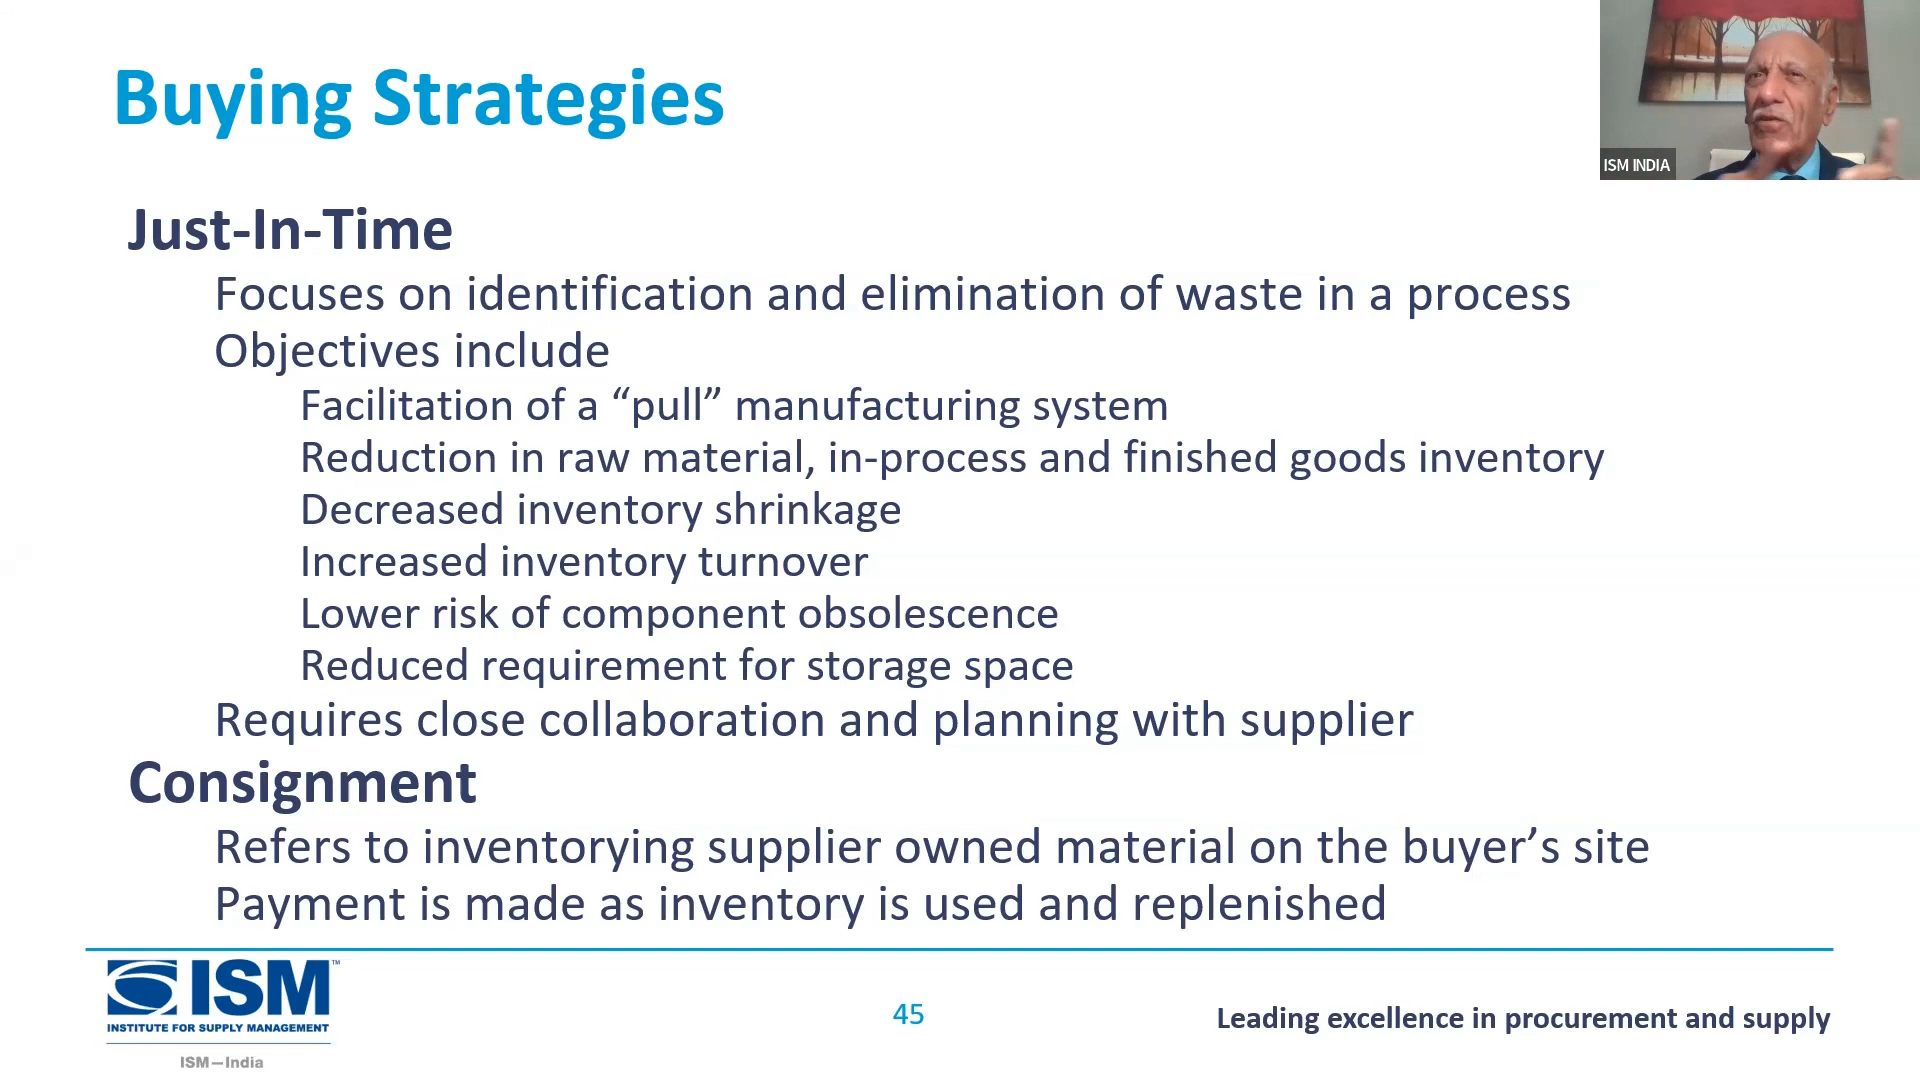 Buying Strategies
ISM INDIA
Just-In-Time
Focuses on identification and elimination of waste in a process
Objectives include
Facilitation of a “pull” manufacturing system
Reduction in raw material, in-process and finished goods inventory
Decreased inventory shrinkage
Increased inventory turnover
Lower risk of component obsolescence
Reduced requirement for storage space
Requires close collaboration and planning with supplier
Consignment
Refers to inventorying supplier owned material on the buyer’s site
Payment is made as inventory is used and replenished
ISM™
INSTITUTE FOR SUPPLY MANAGEMENT
ISM—India
45
Leading excellence in procurement and supply